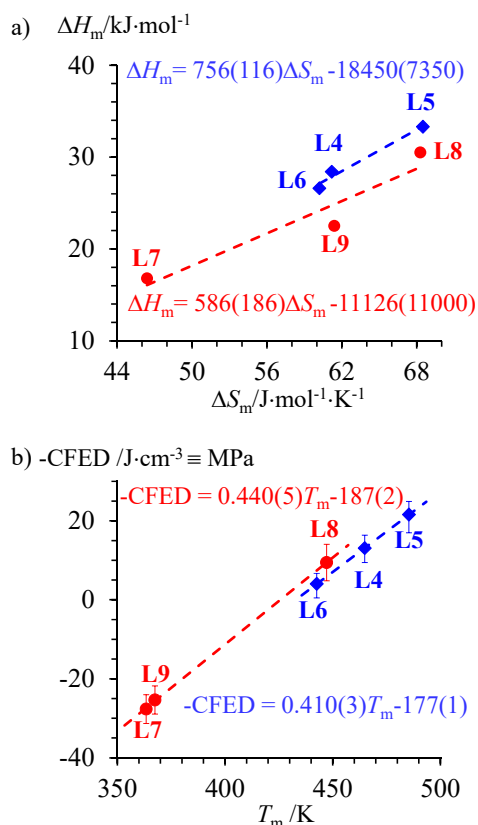 a) ΔHm/kJ·mol-1
ΔHm= 756(116)ΔSm-18450(7350)
40
L5
L4
L8
30
L6
L9
20
L7
ΔHm= 586(186)ΔSm-11126(11000)
10
44 50 56 62 68
ΔSm/J·mol-1·K-1
b) -CFED /J·cm-3 ≡ MPa
-CFED = 0.440(5)Tm-187(2)
20
L8
L5
L4
0
L6
-20
L9
L7
-CFED = 0.410(3)Tm-177(1)
-40
350 400 450 500
Tm /K